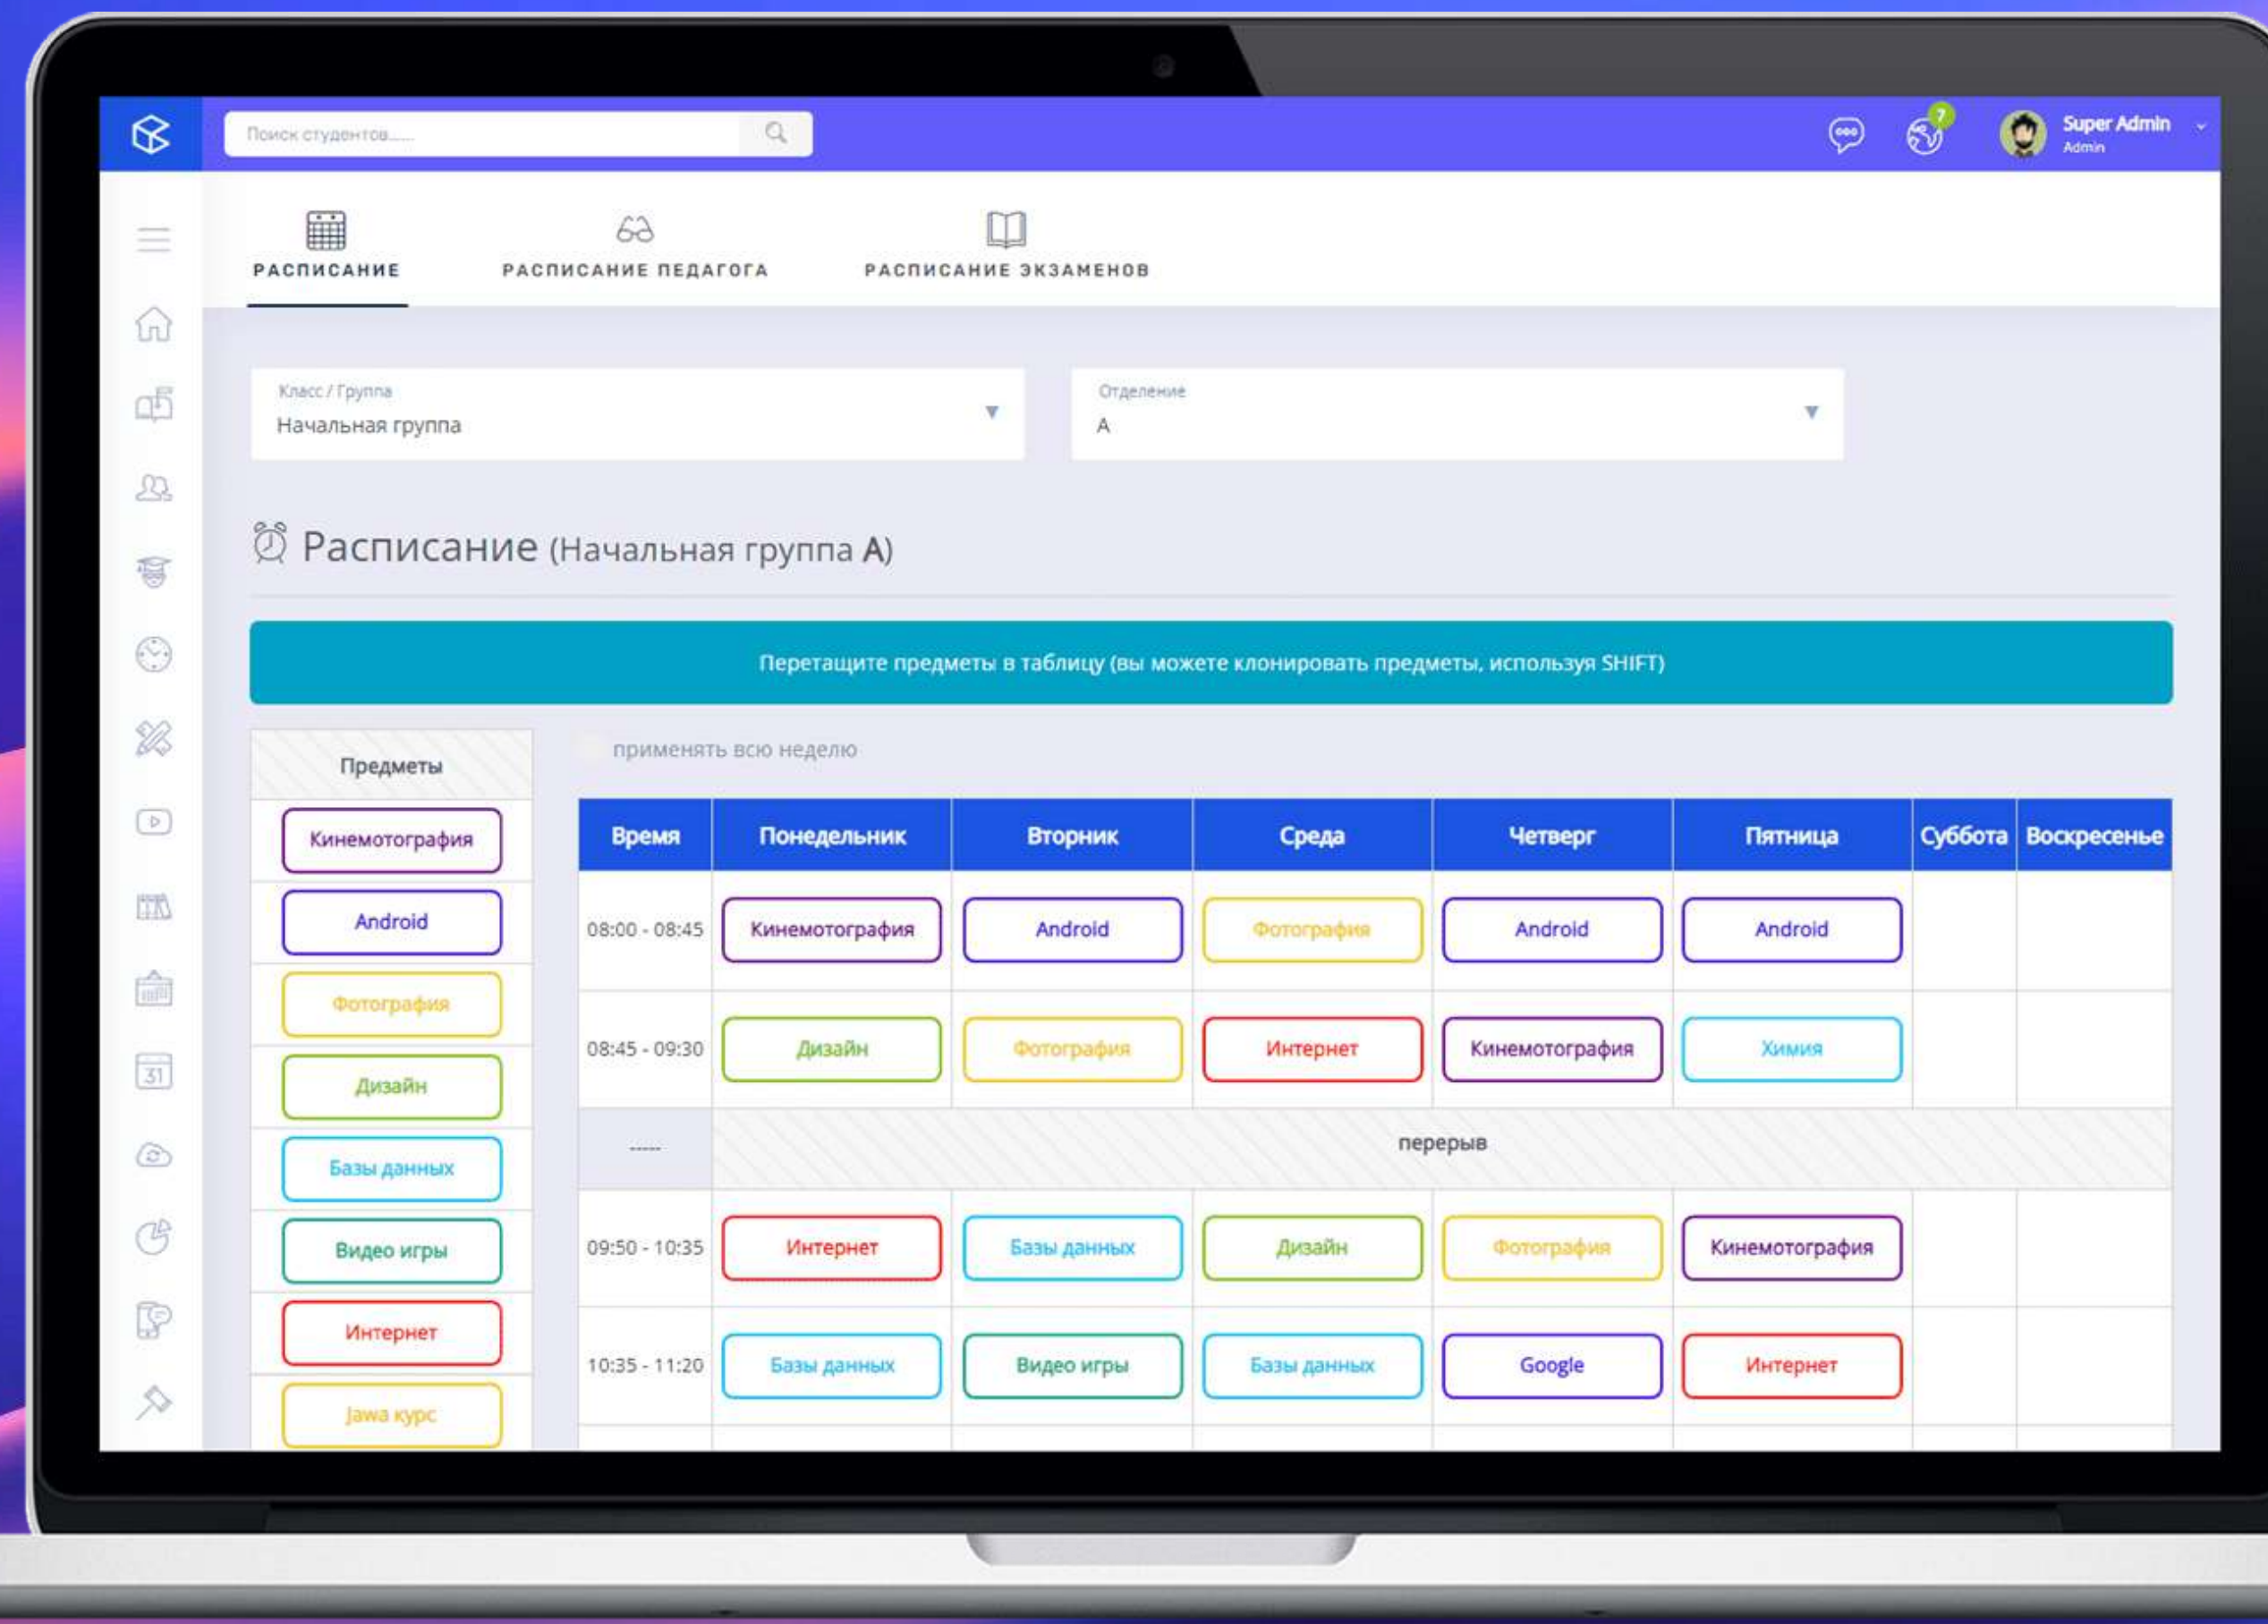 Поиск студентов......
7
Super Admin
Admin
РАСПИСАНИЕ
РАСПИСАНИЕ ПЕДАГОГА
РАСПИСАНИЕ ЭКЗАМЕНОВ
Класс / Группа
Начальная группа
Отделение
А
Расписание (Начальная группа А)
Перетащите предметы в таблицу (вы можете клонировать предметы, используя SHIFT)
31
Предметы
Кинемотография
Android
Фотография
Дизайн
Базы данных
Видео игры
Интернет
Jawa курс
применять всю неделю
Время Понедельник Вторник Среда Четверг Пятница Суббота Воскресенье
08:00 - 08:45 Кинемотография Android Фотография Android Android
08:45 - 09:30 Дизайн Фотография Интернет Кинемотография Химия
----- перерыв
09:50 - 10:35 Интернет Базы данных Дизайн Фотография Кинемотография
10:35 - 11:20 Базы данных Видео игры Базы данных Google Интернет